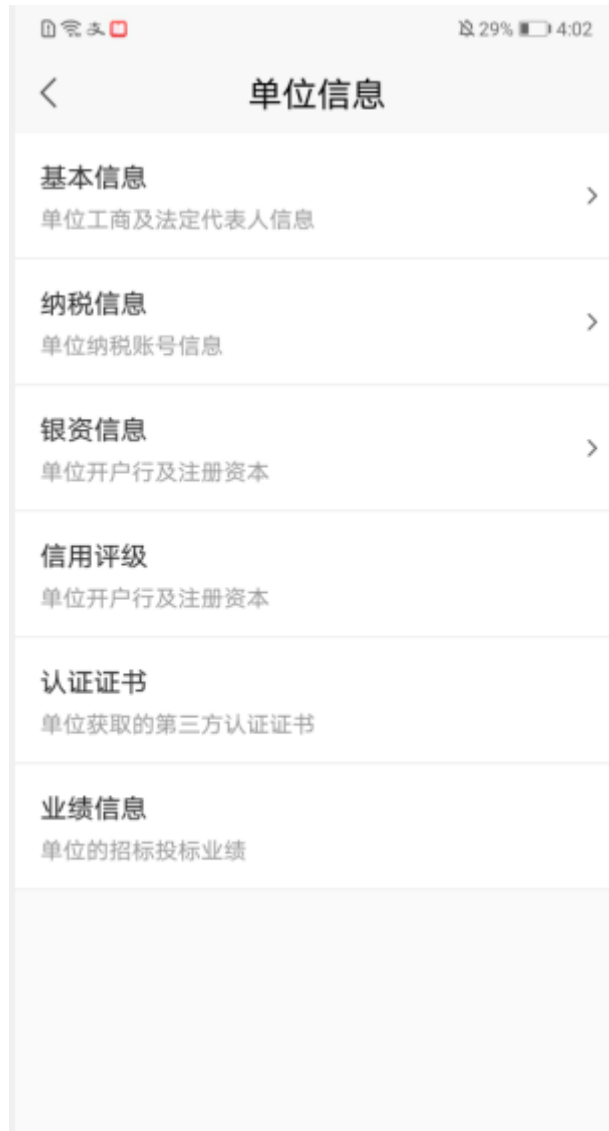 29% 4:02
单位信息
基本信息
单位工商及法定代表人信息
纳税信息
单位纳税账号信息
银资信息
单位开户行及注册资本
信用评级
单位开户行及注册资本
认证证书
单位获取的第三方认证证书
业绩信息
单位的招标投标业绩